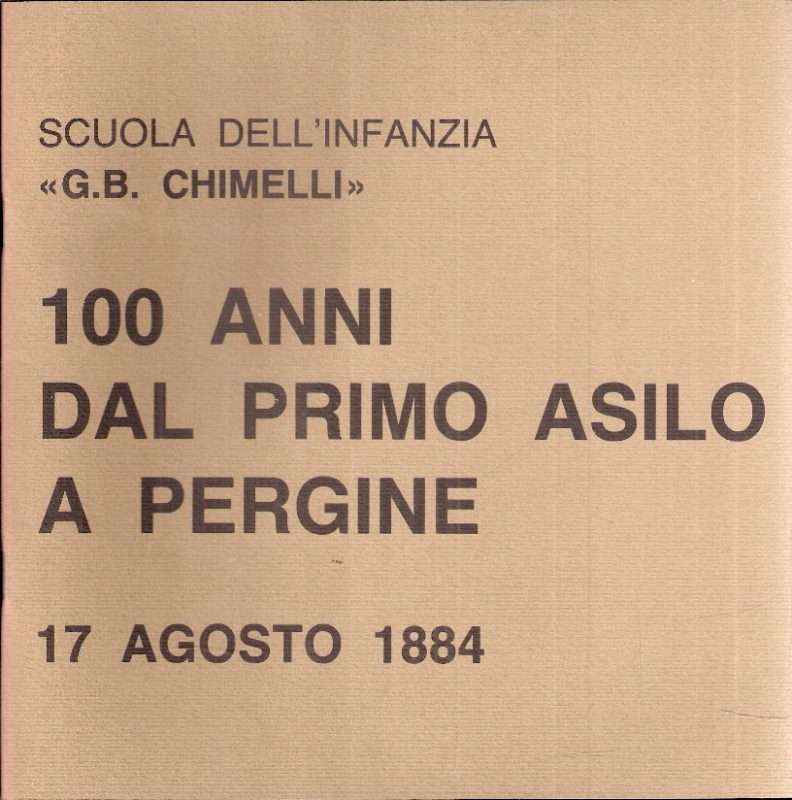 SCUOLA DELL'INFANZIA
«G.B. CHIMELLI»
100 ANNI
DAL PRIMO ASILO
A PERGINE
17 AGOSTO 1884